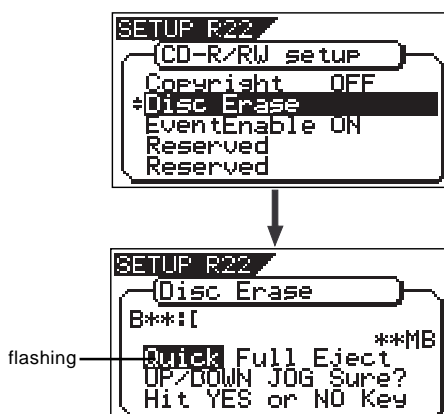 SETUP R22
CD-R/RW setup
Copyright OFF
Disc Erase
EventEnable ON
Reserved
Reserved
SETUP R22
Disc Erase
B**:[
**MB
flashing
Quick Full Eject
UP/DOWN JOG Sure?
Hit YES or NO Key